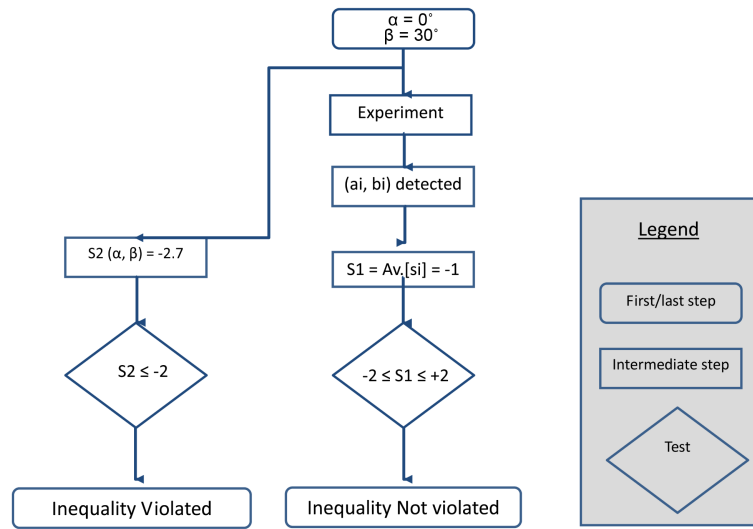 α = 0˚
β = 30˚
Experiment
(ai, bi) detected
S2 (α, β) = -2.7
S1 = Av.[si] = -1
S2 ≤ -2
-2 ≤ S1 ≤ +2
Inequality Violated
Inequality Not violated
Legend
First/last step
Intermediate step
Test